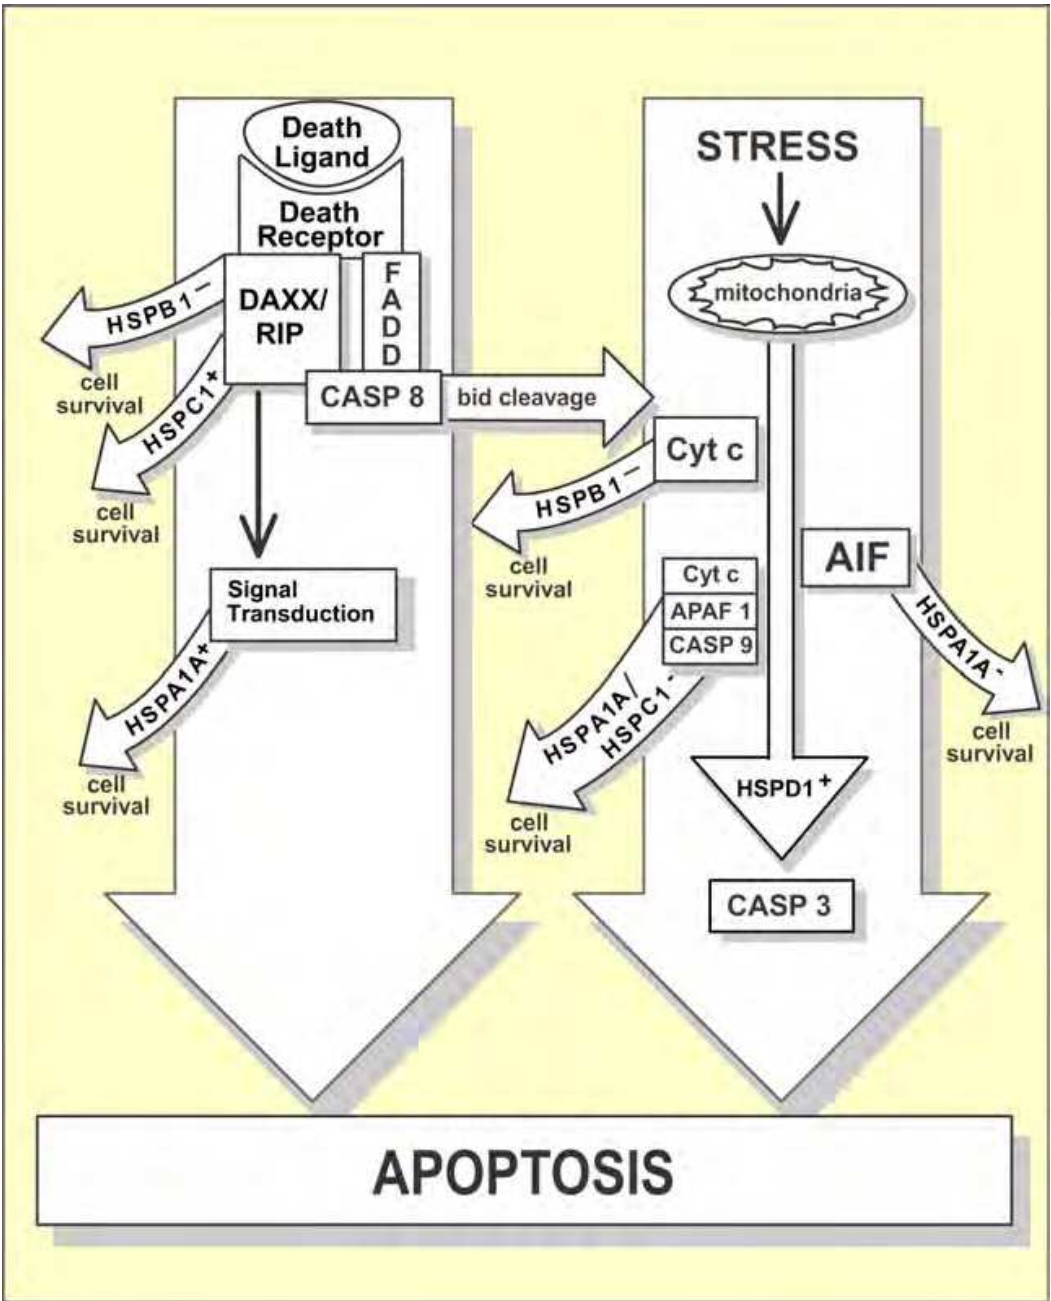 Death
Ligand
Death
Receptor
DAXX/
RIP
F
A
D
D
CASP 8
HSPB1 –
cell
survival
HSPC1+
cell
survival
Signal
Transduction
HSPA1A+
cell
survival
bid cleavage
STRESS
mitochondria
Cyt c
HSPB1 –
cell
survival
Cyt c
APAF 1
CASP 9
HSPA1A/
HSPC1 -
cell
survival
AIF
HSPA1A -
cell
survival
HSPD1 +
CASP 3
APOPTOSIS